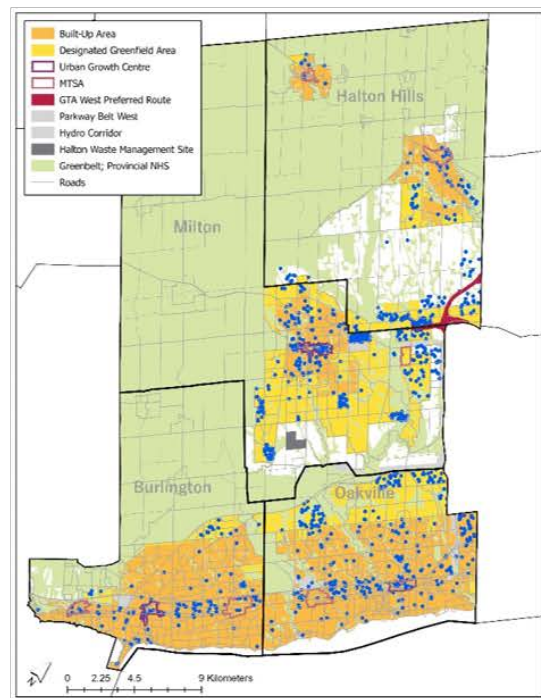 Built-Up Area
Designated Greenfield Area
Urban Growth Centre
MTSA
GTA West Preferred Route
Parkway Belt West
Hydro Corridor
Halton Waste Management Site
Greenbelt; Provincial NHS
Roads
Halton Hills
Milton
Burlington
Oakville
N
0 2.25 4.5 9 Kilometers